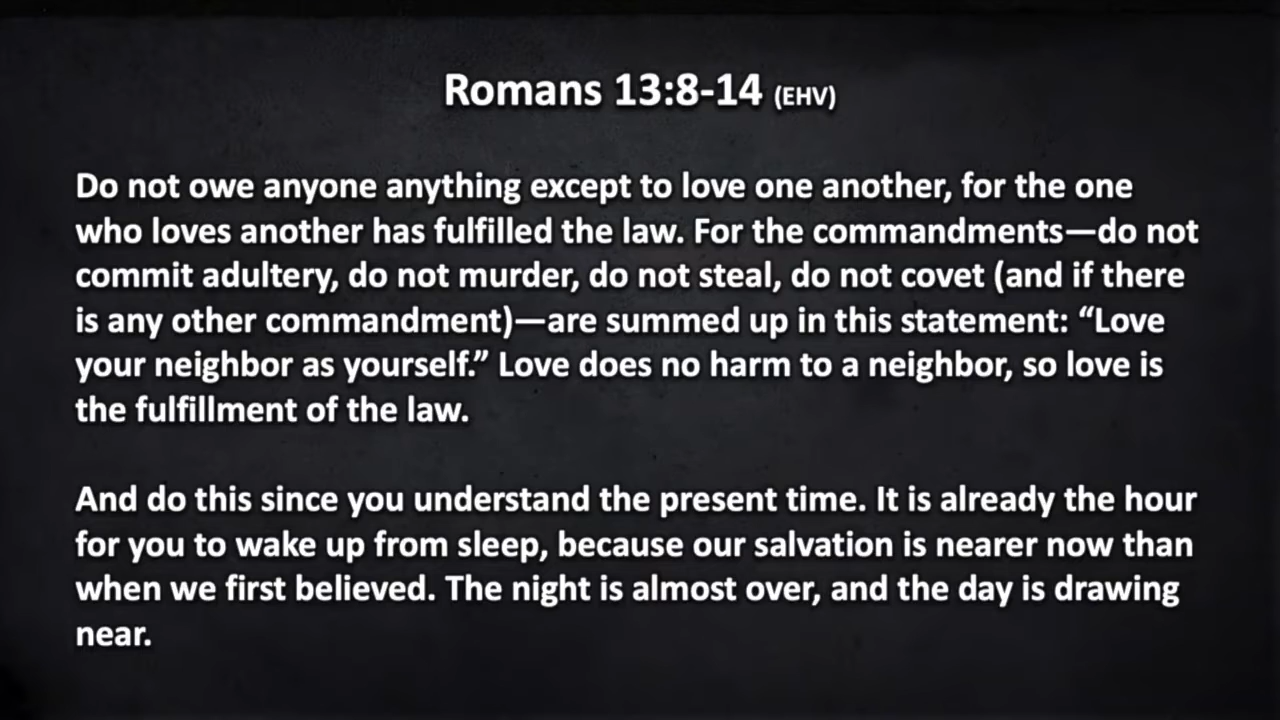 Romans 13:8-14 (EHV)
Do not owe anyone anything except to love one another, for the one
who loves another has fulfilled the law. For the commandments—do not
commit adultery, do not murder, do not steal, do not covet (and if there
is any other commandment)—are summed up in this statement: “Love
your neighbor as yourself.” Love does no harm to a neighbor, so love is
the fulfillment of the law.
And do this since you understand the present time. It is already the hour
for you to wake up from sleep, because our salvation is nearer now than
when we first believed. The night is almost over, and the day is drawing
near.